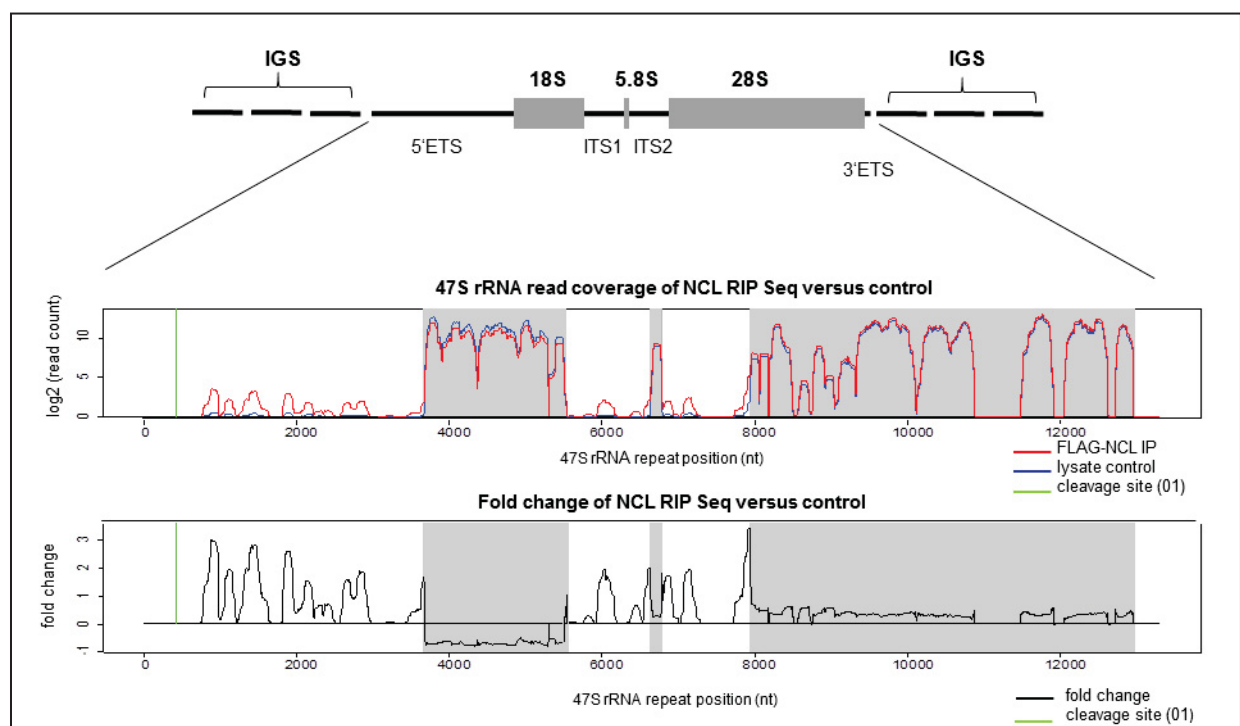 IGS
18S
5.8S
28S
IGS
5'ETS
ITS1
ITS2
3'ETS
47S rRNA read coverage of NCL RIP Seq versus control
log2 (read count)
10
5
0
0
2000
4000
6000
8000
10000
12000
47S rRNA repeat position (nt)
FLAG-NCL IP
lysate control
cleavage site (01)
Fold change of NCL RIP Seq versus control
fold change
3
2
1
0
-1
0
2000
4000
6000
8000
10000
12000
47S rRNA repeat position (nt)
fold change
cleavage site (01)